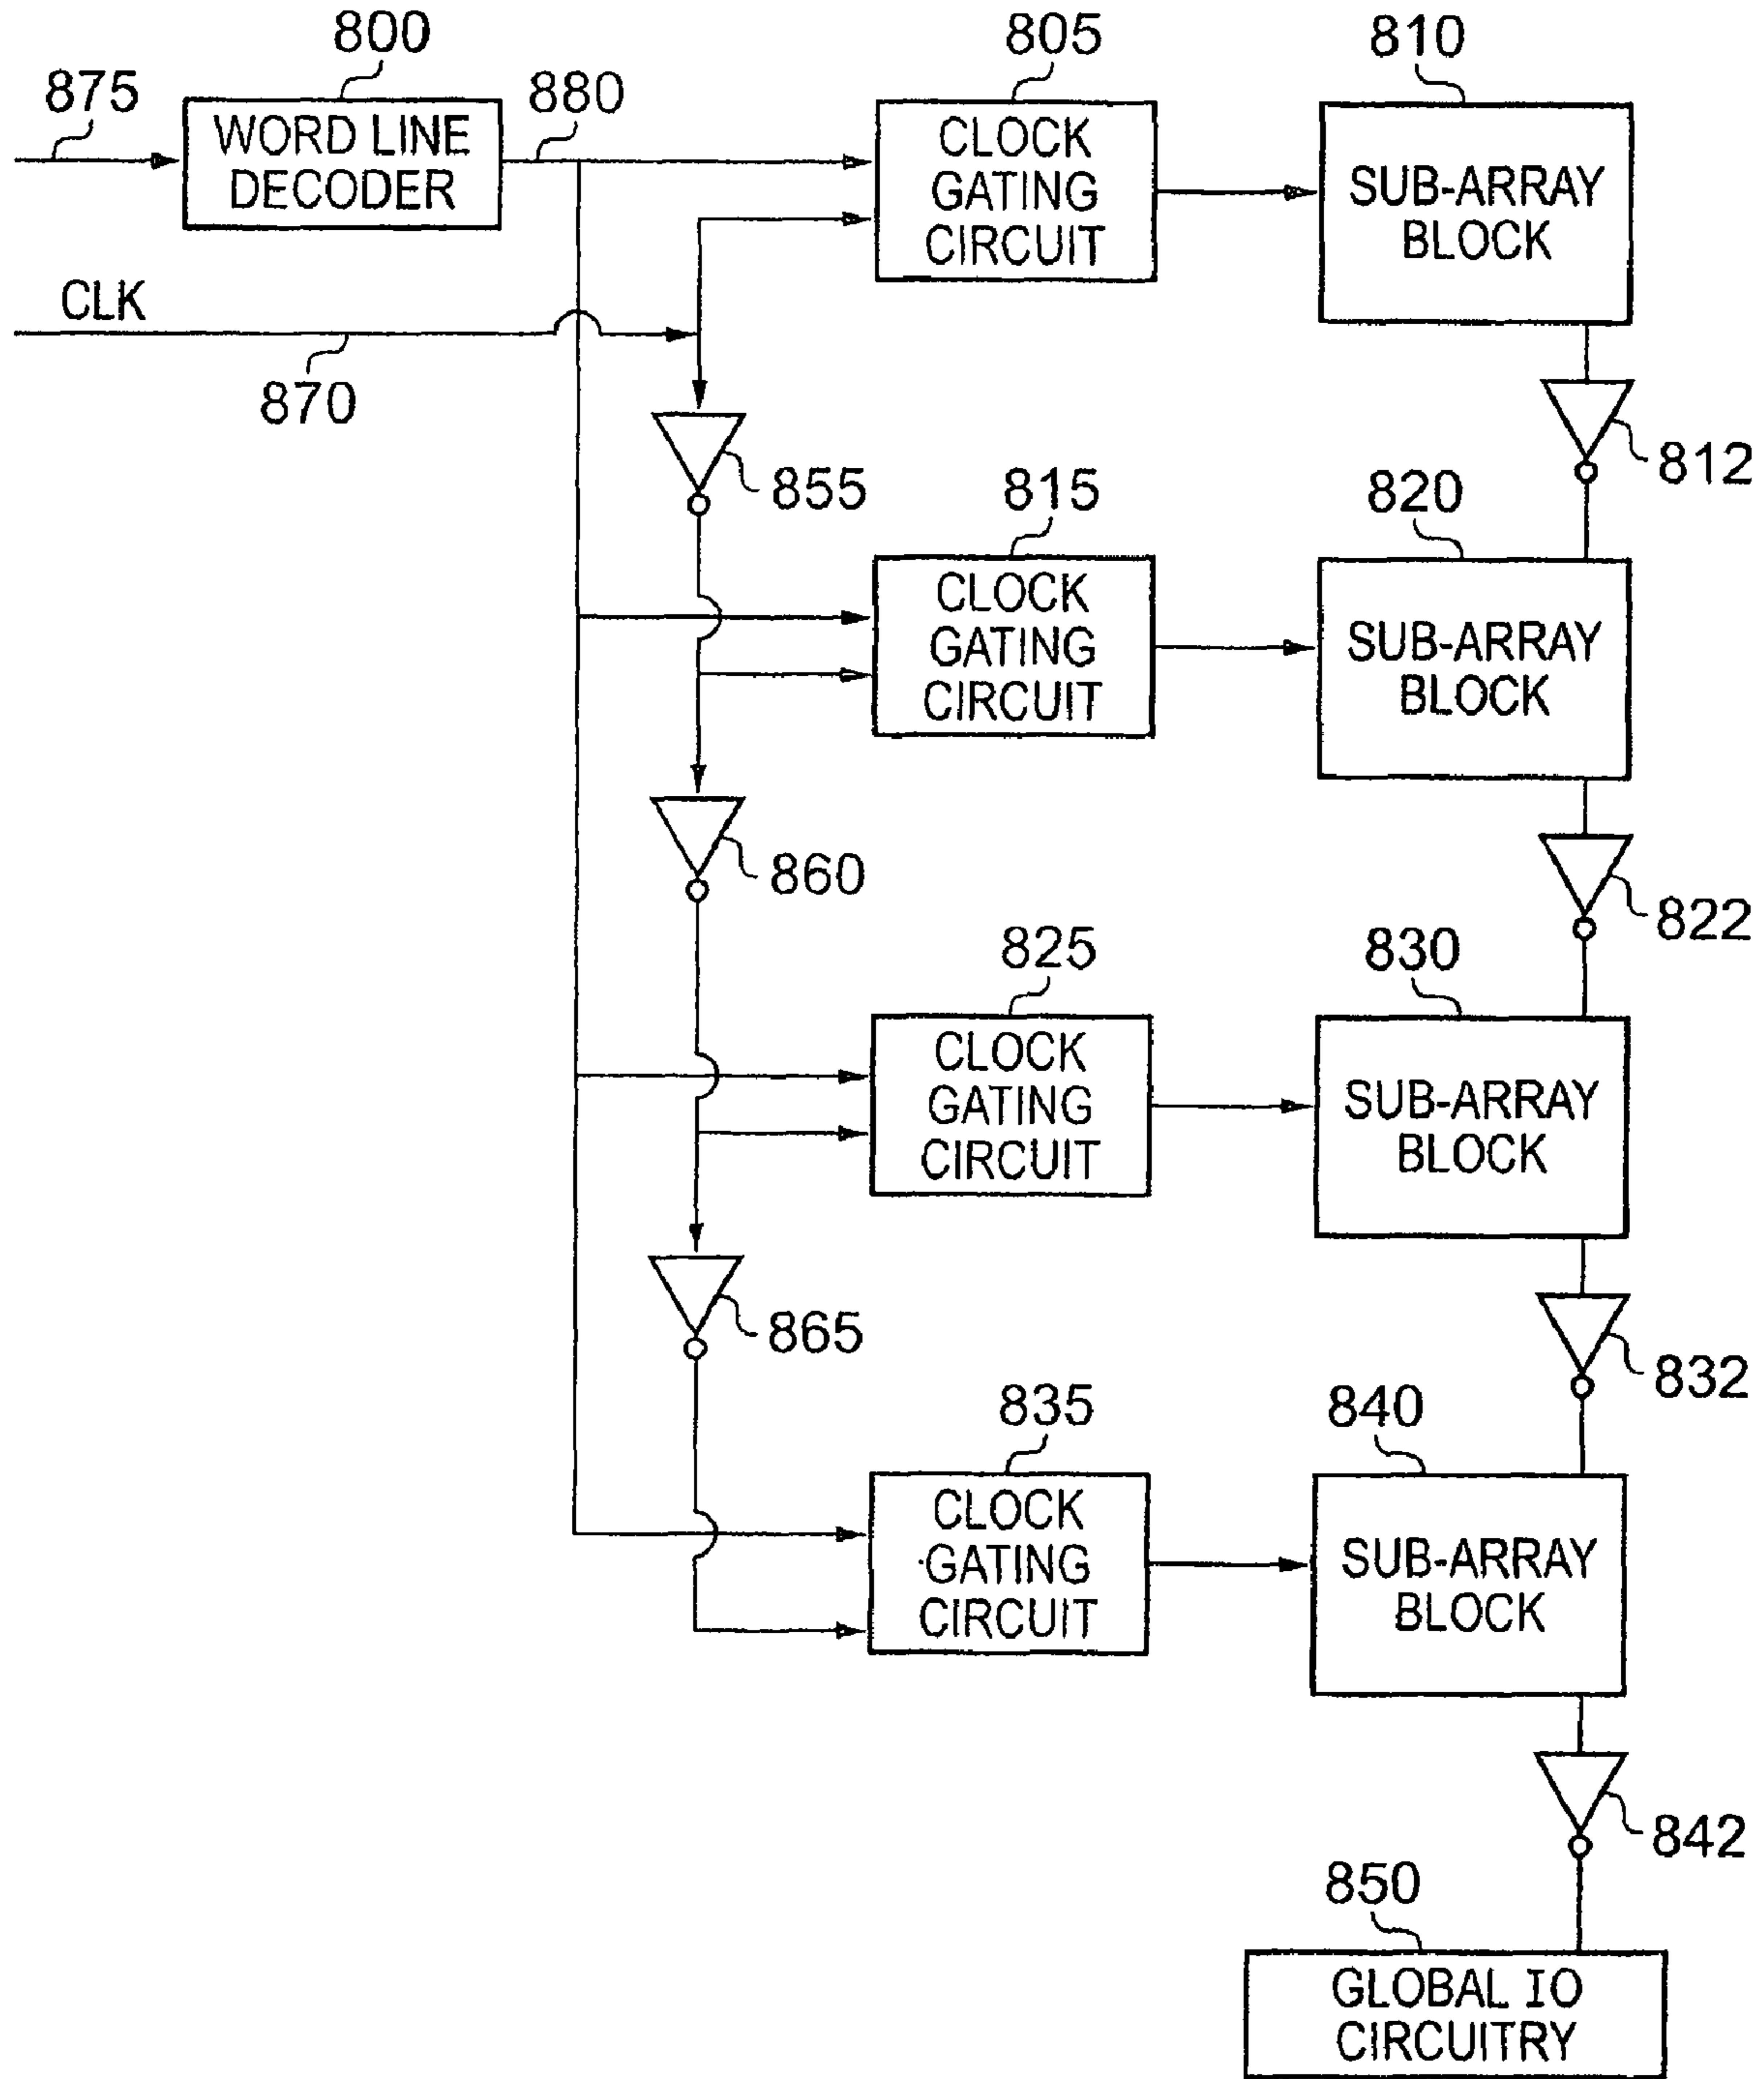 800
805
810
875
880
WORD LINE
DECODER
CLOCK
GATING
CIRCUIT
SUB-ARRAY
BLOCK
CLK
870
812
855
815
820
CLOCK
GATING
CIRCUIT
SUB-ARRAY
BLOCK
860
822
825
830
CLOCK
GATING
CIRCUIT
SUB-ARRAY
BLOCK
865
832
835
840
CLOCK
GATING
CIRCUIT
SUB-ARRAY
BLOCK
842
850
GLOBAL IO
CIRCUITRY